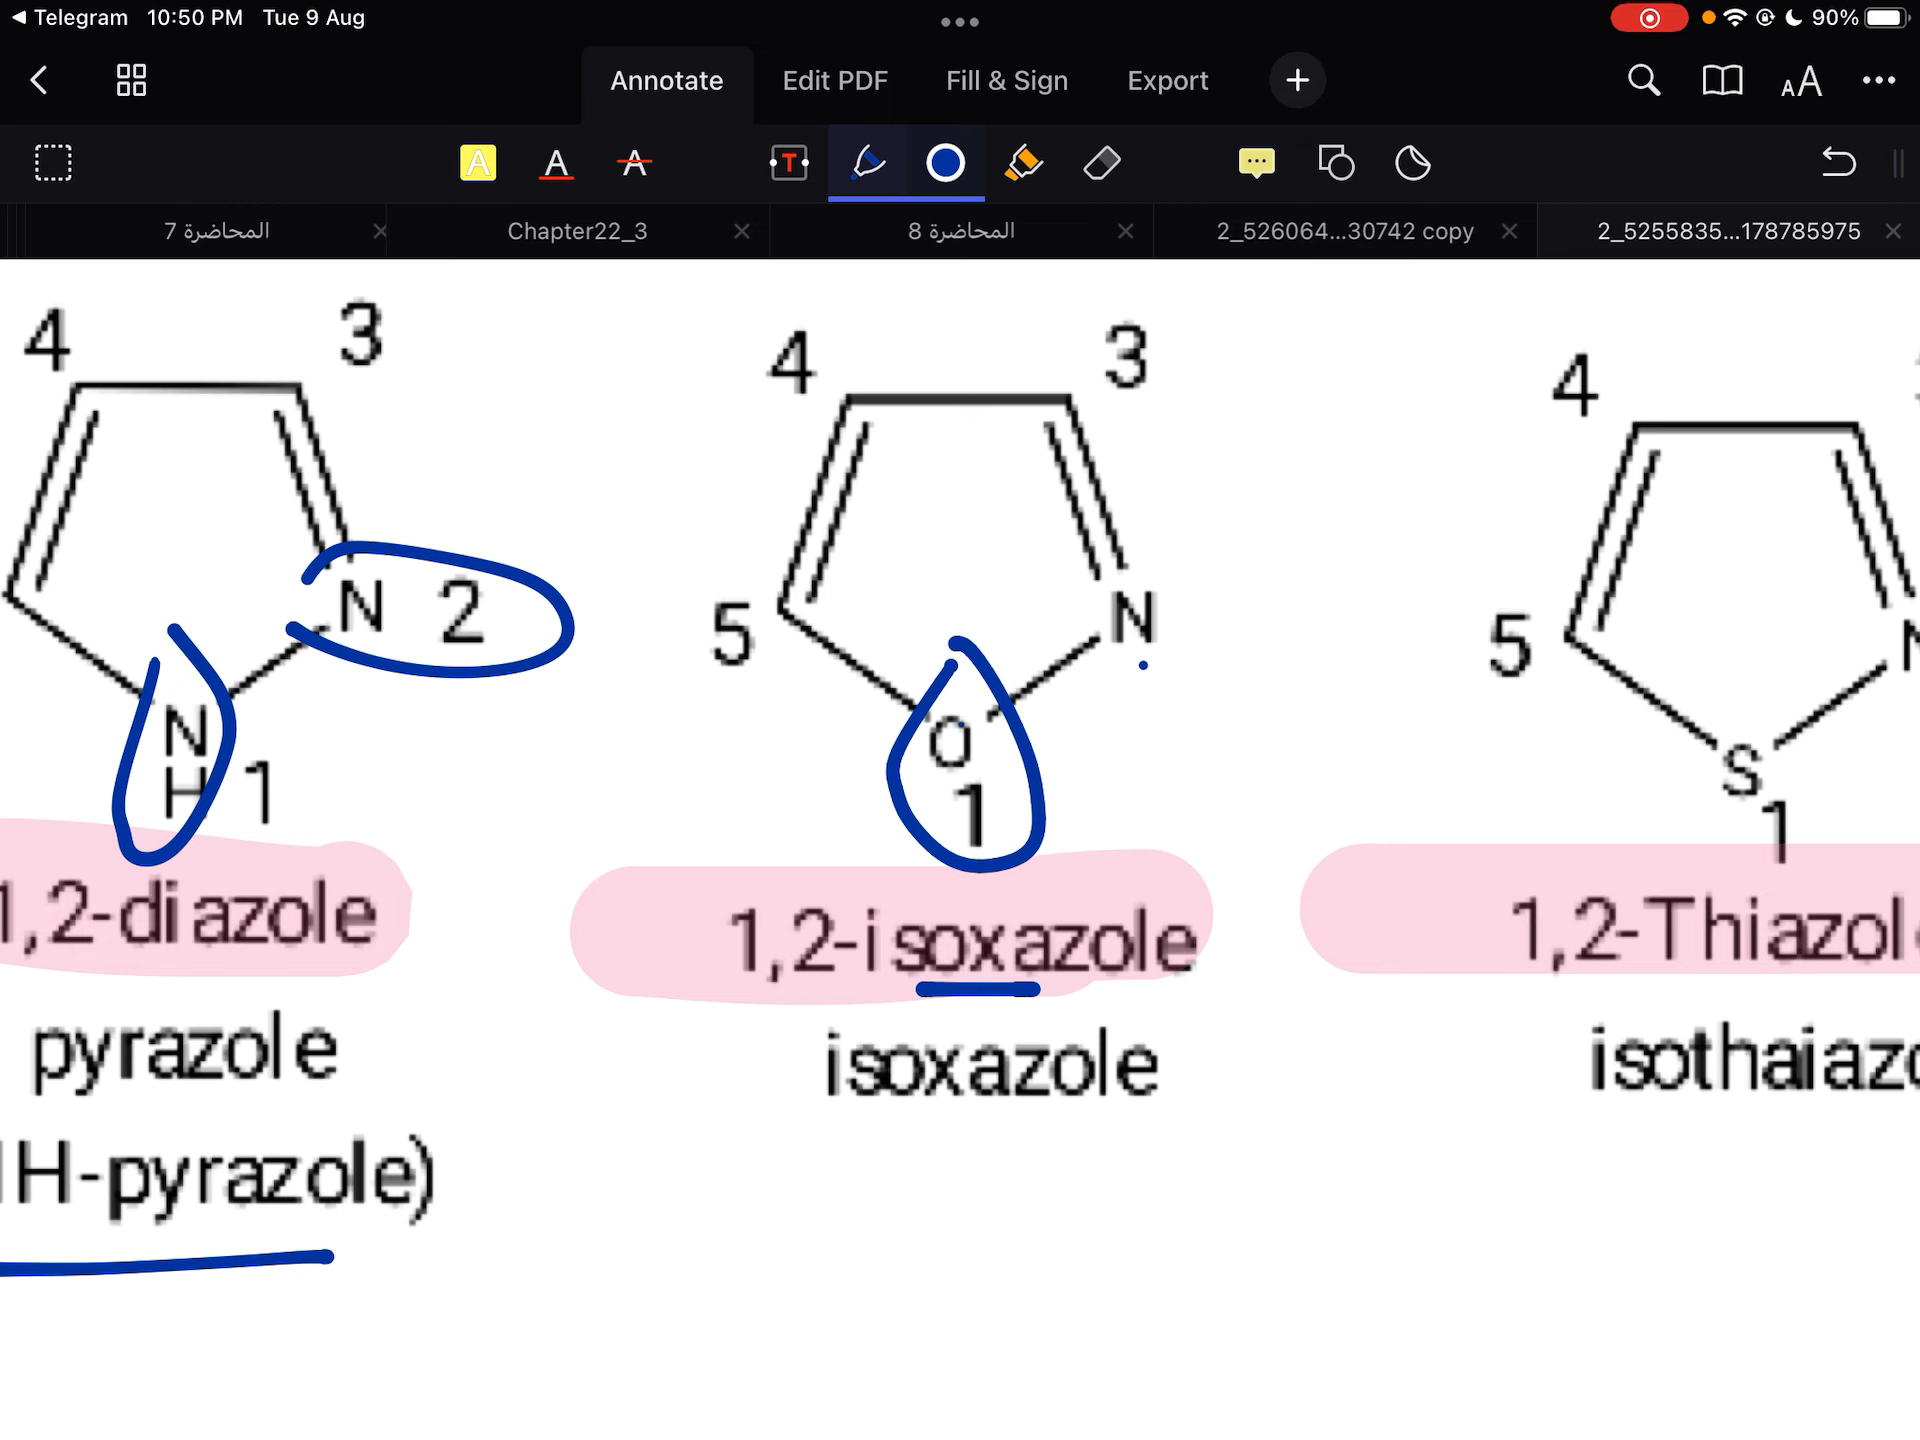 Telegram 10:50 PM Tue 9 Aug 90%
Annotate Edit PDF Fill & Sign Export
المحاضرة 7 Chapter22_3 المحاضرة 8 2_526064...30742 copy 2_5255835...178785975
4 3 4 3 4
N 2 5 N 5
N O S
H 1 1 1
1,2-diazole 1,2-isoxazole 1,2-Thiazol
pyrazole isoxazole isothaiazo
H-pyrazole)